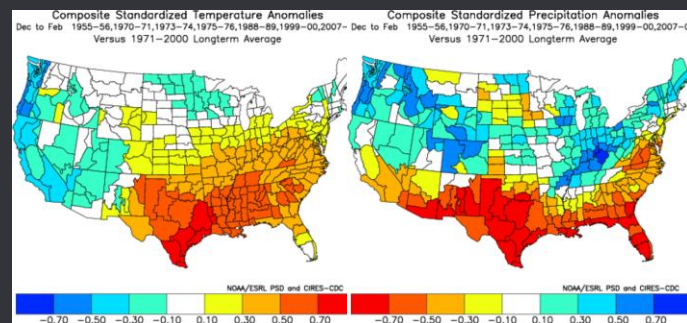 Composite Standardized Temperature Anomalies
Dec to Feb 1955-56,1970-71,1973-74,1975-76,1988-89,1999-00,2007-
Versus 1971-2000 Longterm Average
NOAA/ESRL PSD and CIRES-CDC
-0.70 -0.50 -0.30 -0.10 0.10 0.30 0.50 0.70
Composite Standardized Precipitation Anomalies
Dec to Feb 1955-56,1970-71,1973-74,1975-76,1988-89,1999-00,2007-0
Versus 1971-2000 Longterm Average
NOAA/ESRL PSD and CIRES-CDC
-0.70 -0.50 -0.30 -0.10 0.10 0.30 0.50 0.70